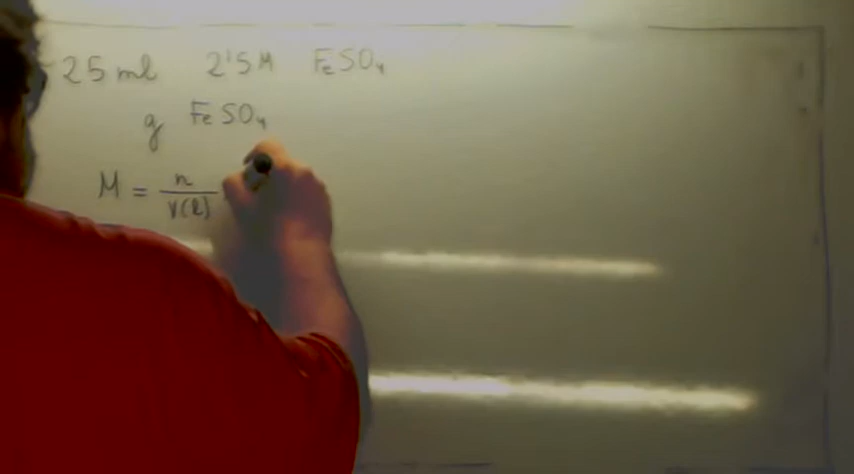 25 ml 2'5 M FeSO₄
g FeSO₄
M = n / V(l)